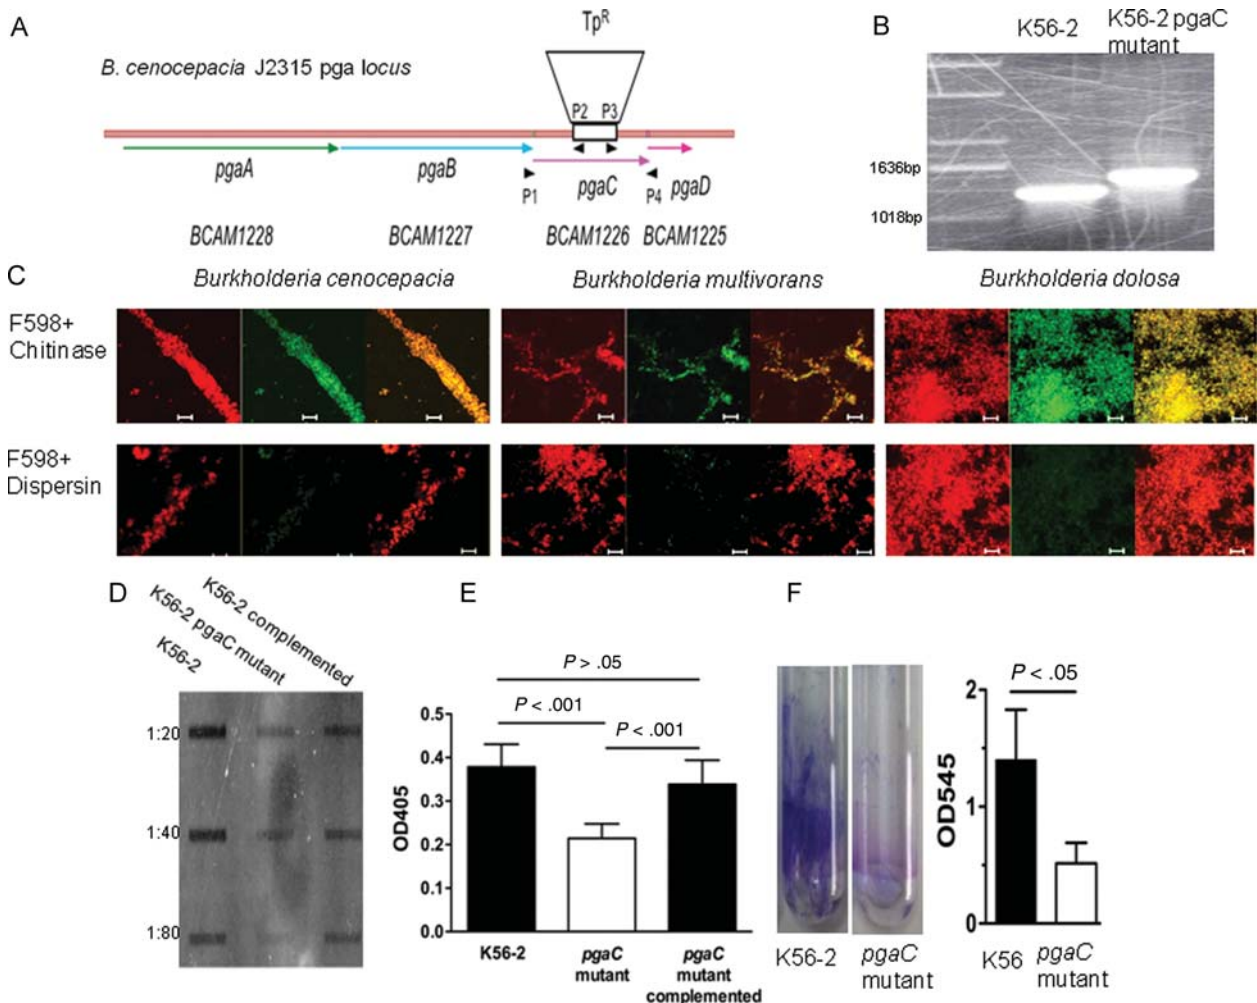 A
Tp^R
B. cenocepacia J2315 pga locus
P2 P3
pgaA pgaB pgaC pgaD
P1 P4
BCAM1228 BCAM1227 BCAM1226 BCAM1225
B
K56-2 K56-2 pgaC mutant
1636bp
1018bp
C
Burkholderia cenocepacia Burkholderia multivorans Burkholderia dolosa
F598+
Chitinase
F598+
Dispersin
D
K56-2
K56-2 pgaC mutant
K56-2 complemented
1:20
1:40
1:80
E
P > .05
P < .001
P < .001
0.5
0.4
0.3
0.2
0.1
0.0
OD405
K56-2
pgaC
mutant
pgaC
mutant
complemented
F
K56-2 pgaC
mutant
P < .05
2
1
0
OD545
K56 pgaC
mutant